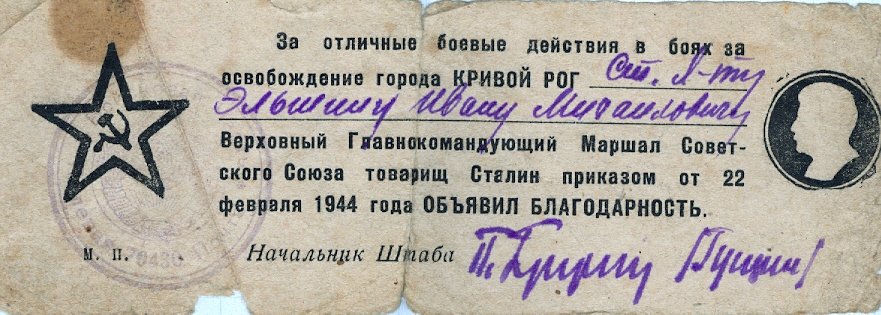 За отличные боевые действия в боях за
освобождение города КРИВОЙ РОГ Ст. Л-ту
Эльшину Ивану Михайловичу
Верховный Главнокомандующий Маршал Совет-
ского Союза товарищ Сталин приказом от 22
февраля 1944 года ОБЪЯВИЛ БЛАГОДАРНОСТЬ.
М. П. Начальник Штаба